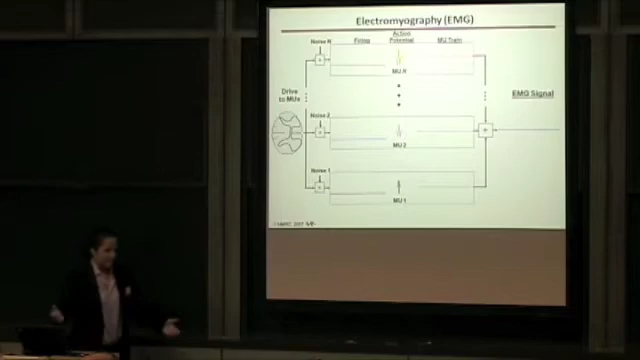 Electromyography (EMG)
Noise N
Firing
Action
Potential
MU Train
MU N
Drive
to MUs
EMG Signal
Noise 2
MU 2
Noise 1
MU 1